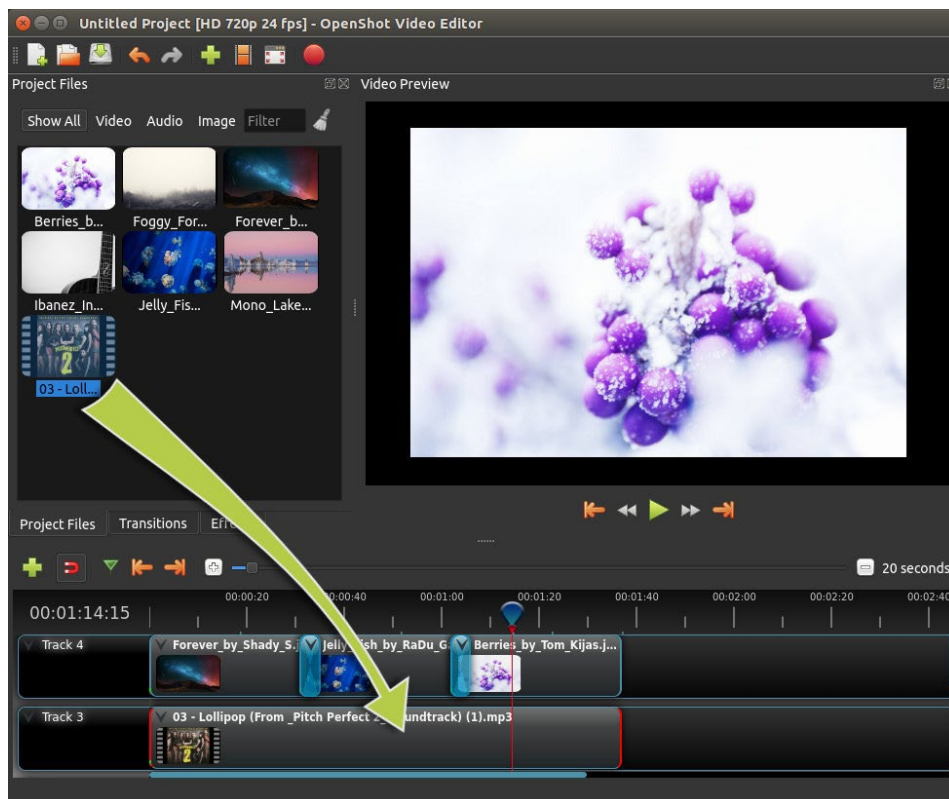 Untitled Project [HD 720p 24 fps] - OpenShot Video Editor
Project Files
Video Preview
Show All Video Audio Image Filter
Berries_b... Foggy_For... Forever_b...
Ibanez_In... Jelly_Fis... Mono_Lake...
2
03 - Loll...
Project Files Transitions
20 seconds
00:01:14:15
00:00:20 00:01:00 00:01:20 00:01:40 00:02:00 00:02:20 00:02:40
Track 4
Forever_by_Shady_S. Berries_by_Tom_Kijas.j...
Track 3
03 - Lollipop (From _Pitch Perfect (1).mp3
2